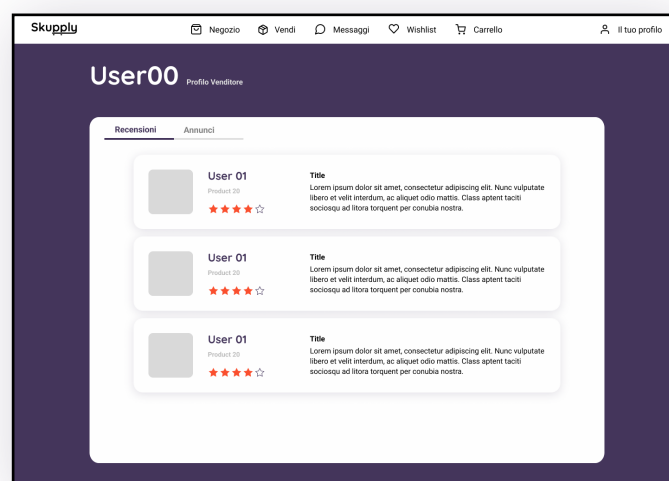 Skupply
Negozio Vendi Messaggi Wishlist Carrello Il tuo profilo
User00 Profilo Venditore
Recensioni Annunci
User 01
Product 20
Title
Lorem ipsum dolor sit amet, consectetur adipiscing elit. Nunc vulputate
libero et velit interdum, ac aliquet odio mattis. Class aptent taciti
sociosqu ad litora torquent per conubia nostra.
User 01
Product 20
Title
Lorem ipsum dolor sit amet, consectetur adipiscing elit. Nunc vulputate
libero et velit interdum, ac aliquet odio mattis. Class aptent taciti
sociosqu ad litora torquent per conubia nostra.
User 01
Product 20
Title
Lorem ipsum dolor sit amet, consectetur adipiscing elit. Nunc vulputate
libero et velit interdum, ac aliquet odio mattis. Class aptent taciti
sociosqu ad litora torquent per conubia nostra.